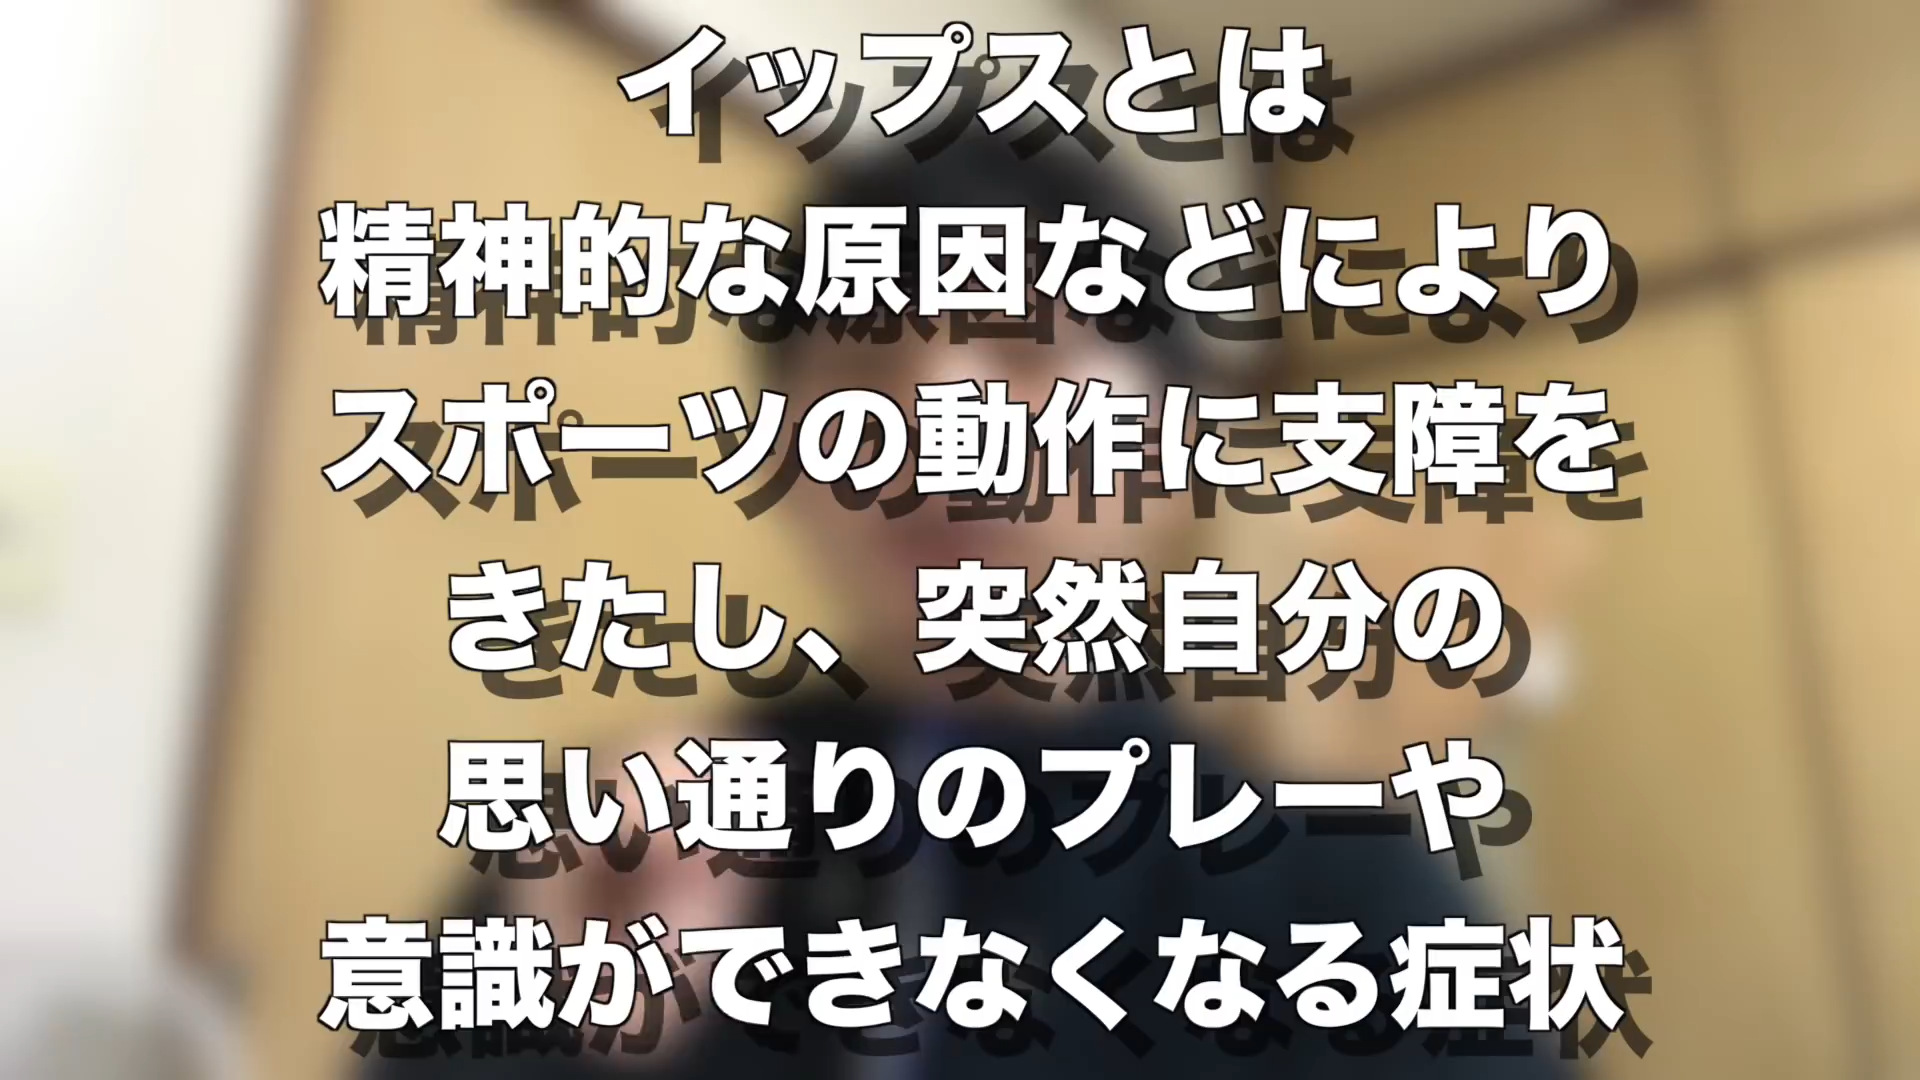 イップスとは
精神的な原因などにより
スポーツの動作に支障を
きたし、突然自分の
思い通りのプレーや
意識ができなくなる症状